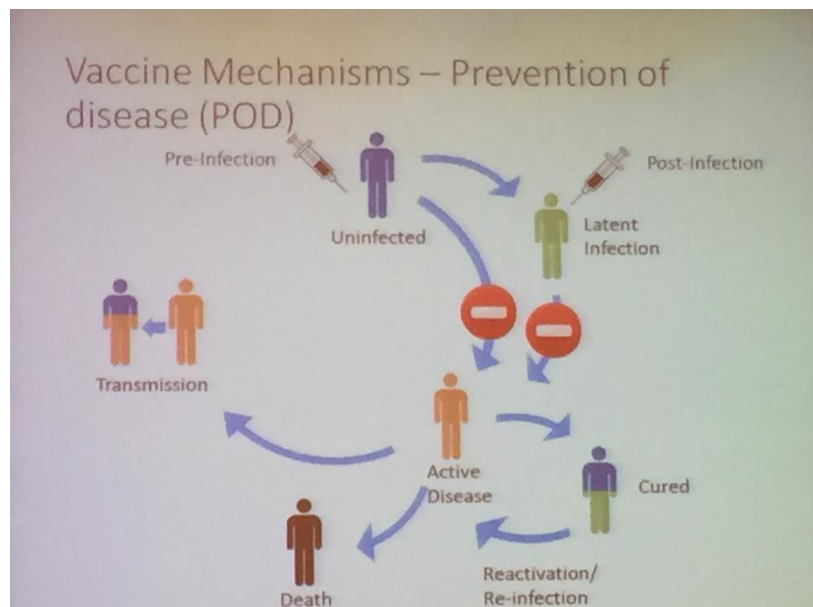 Vaccine Mechanisms – Prevention of
disease (POD)
Pre-Infection
Post-Infection
Uninfected
Latent
Infection
Transmission
Active
Disease
Cured
Death
Reactivation/
Re-infection